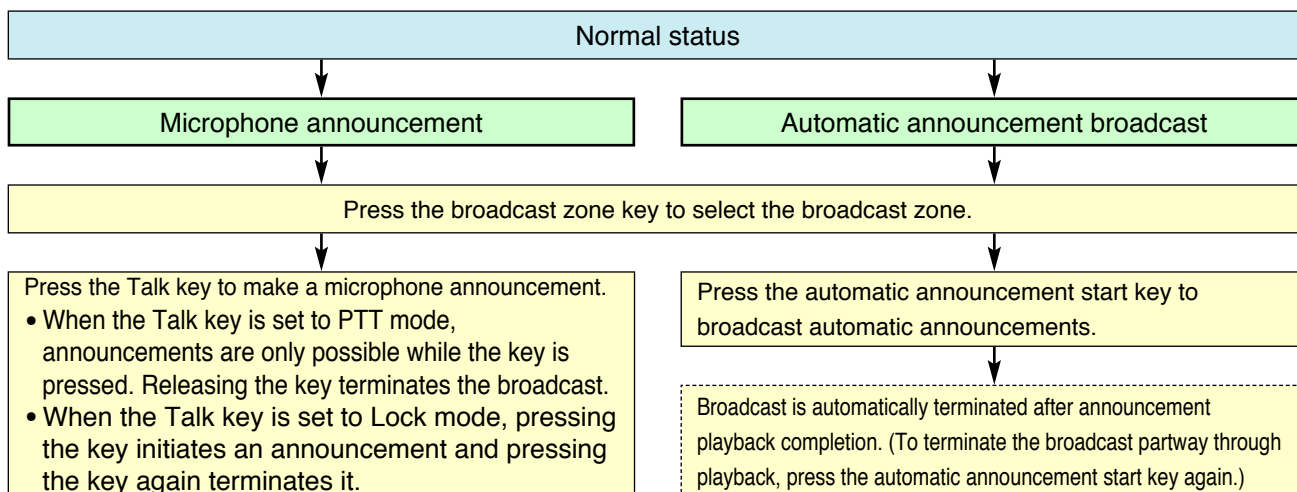 Normal status
Microphone announcement
Automatic announcement broadcast
Press the broadcast zone key to select the broadcast zone.
Press the Talk key to make a microphone announcement.
• When the Talk key is set to PTT mode,
announcements are only possible while the key is
pressed. Releasing the key terminates the broadcast.
• When the Talk key is set to Lock mode, pressing
the key initiates an announcement and pressing
the key again terminates it.
Press the automatic announcement start key to
broadcast automatic announcements.
Broadcast is automatically terminated after announcement
playback completion. (To terminate the broadcast partway through
playback, press the automatic announcement start key again.)